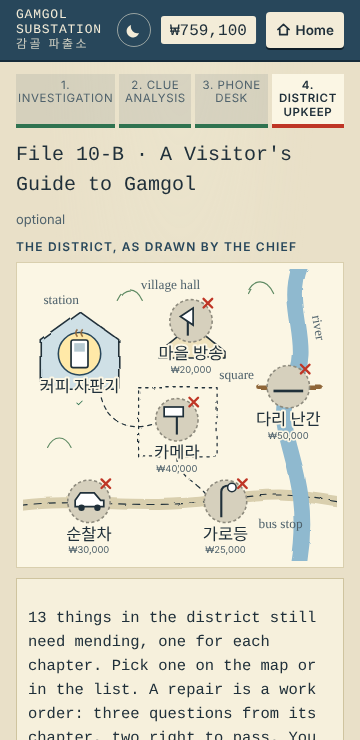 GAMGOL
SUBSTATION
감골 파출소
₩759,100
Home
1.
INVESTIGATION
2. CLUE
ANALYSIS
3. PHONE
DESK
4.
DISTRICT
UPKEEP
File 10-B · A Visitor's
Guide to Gamgol
optional
THE DISTRICT, AS DRAWN BY THE CHIEF
village hall
station
river
마을 방송
₩20,000
square
커피 자판기
다리 난간
₩50,000
카메라
₩40,000
bus stop
순찰차
₩30,000
가로등
₩25,000
13 things in the district still
need mending, one for each
chapter. Pick one on the map or
in the list. A repair is a work
order: three questions from its
chapter, two right to pass. You